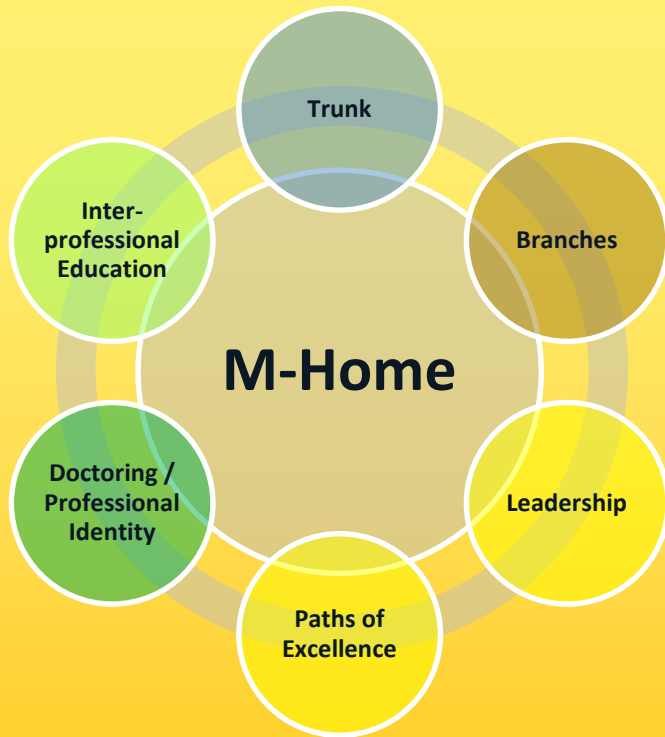 Trunk
Branches
Leadership
Paths of
Excellence
Doctoring /
Professional
Identity
Inter-
professional
Education
M-Home